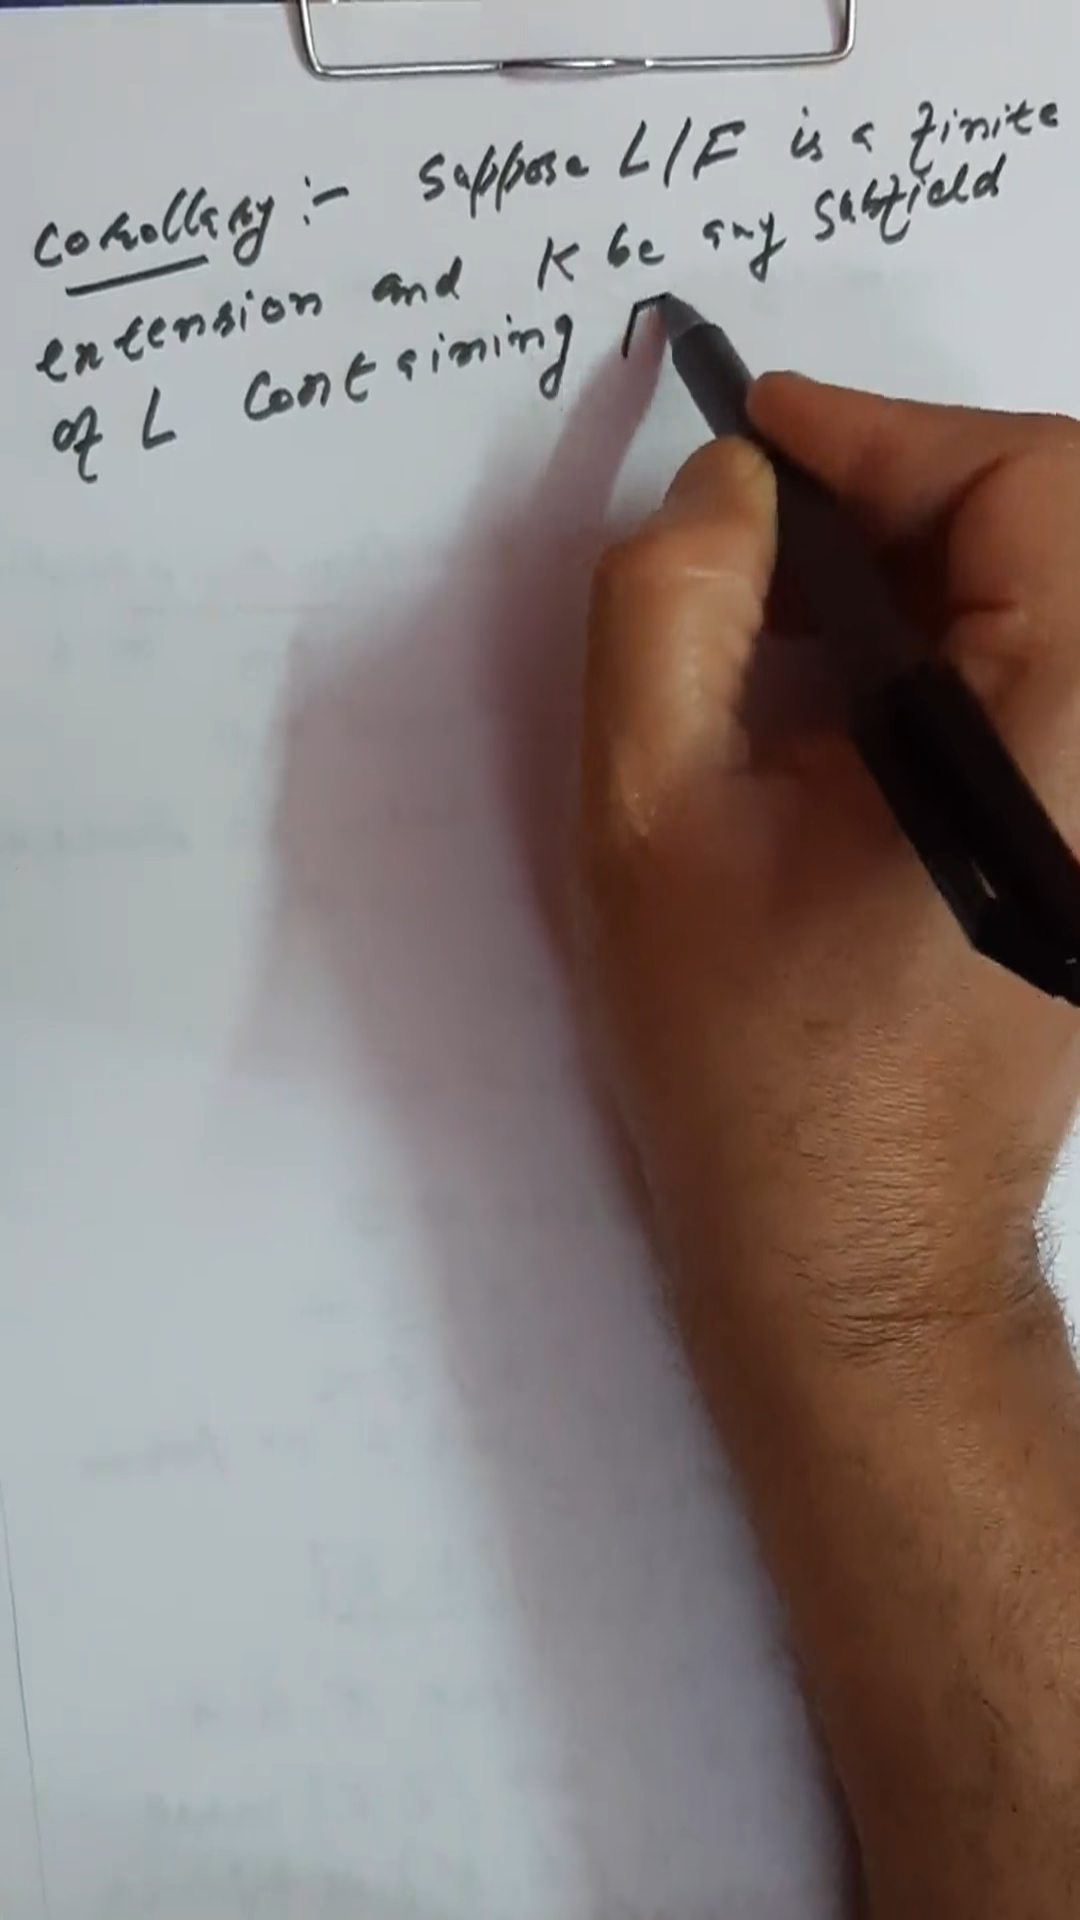 Corollary :- Suppose L/F is a finite
extension and K be any subfield
of L containing